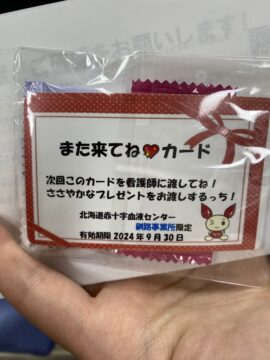 また来てね❤カード
次回このカードを看護師に渡してね！
ささやかなプレゼントをお渡しするっち！
北海道赤十字血液センター
釧路事業所限定
有効期限 2024年9月30日